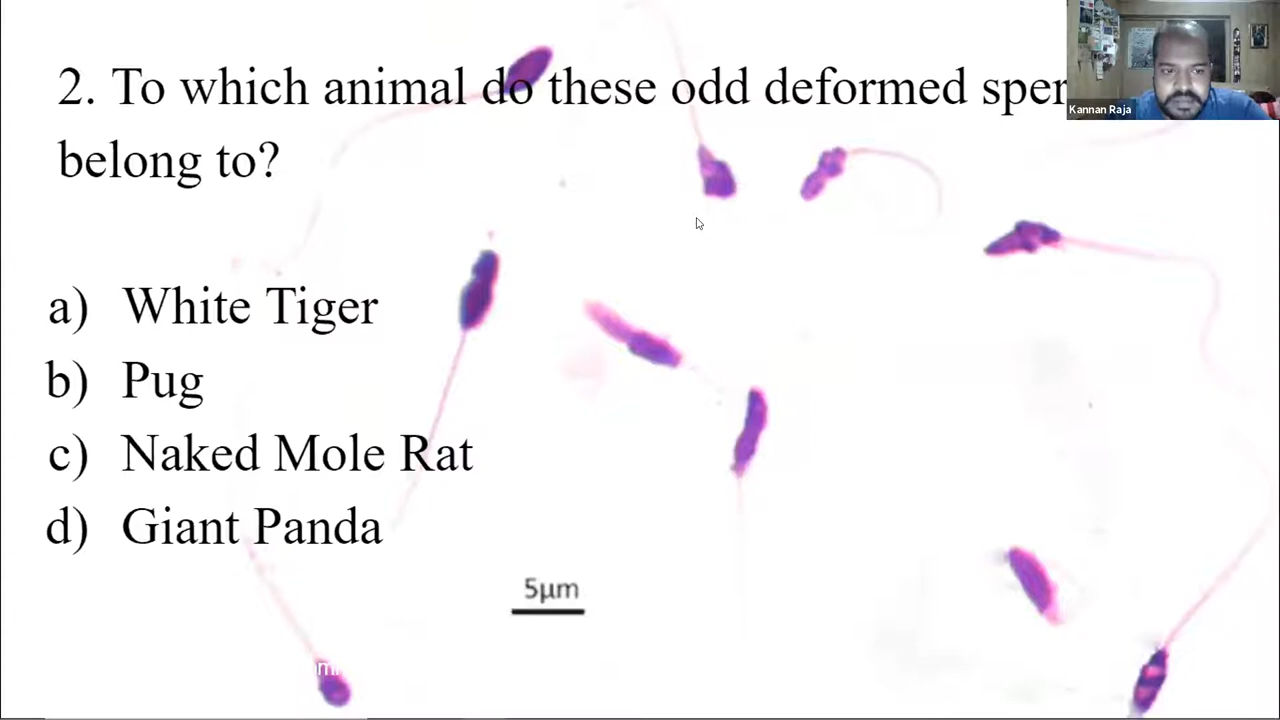 2. To which animal do these odd deformed
belong to?
a) White Tiger
b) Pug
c) Naked Mole Rat
d) Giant Panda
5μm
Kannan Raja